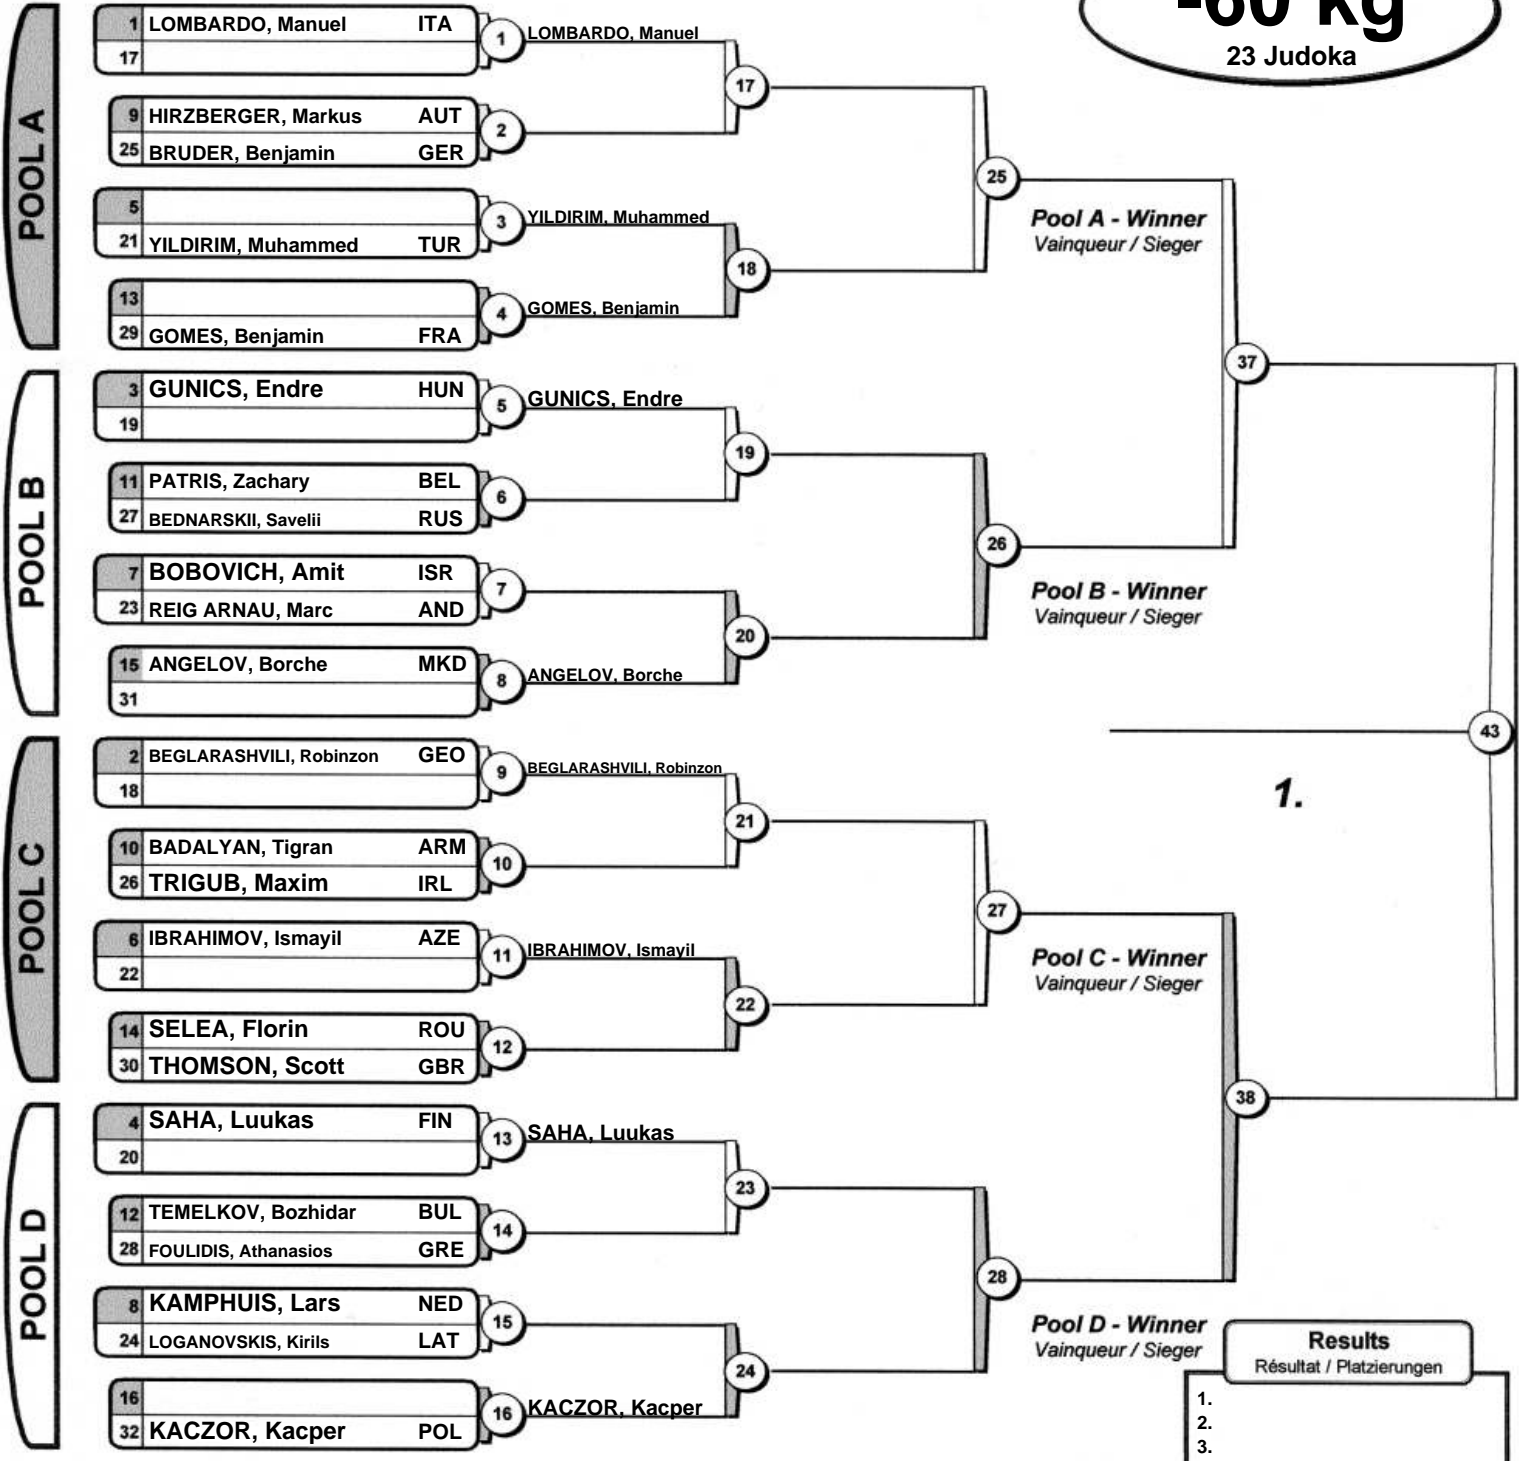 -60 kg
23 Judoka
POOL A
1 LOMBARDO, Manuel ITA
17
1 LOMBARDO, Manuel
17
9 HIRZBERGER, Markus AUT
25 BRUDER, Benjamin GER
2
25
5
21 YILDIRIM, Muhammed TUR
3 YILDIRIM, Muhammed
18
13
29 GOMES, Benjamin FRA
4 GOMES, Benjamin
Pool A - Winner
Vainqueur / Sieger
37
POOL B
3 GUNICS, Endre HUN
19
5 GUNICS, Endre
19
11 PATRIS, Zachary BEL
27 BEDNARSKII, Savelii RUS
6
26
7 BOBOVICH, Amit ISR
23 REIG ARNAU, Marc AND
7
20
15 ANGELOV, Borche MKD
31
8 ANGELOV, Borche
Pool B - Winner
Vainqueur / Sieger
43
1.
POOL C
2 BEGLARASHVILI, Robinzon GEO
18
9 BEGLARASHVILI, Robinzon
21
10 BADALYAN, Tigran ARM
26 TRIGUB, Maxim IRL
10
27
6 IBRAHIMOV, Ismayil AZE
22
11 IBRAHIMOV, Ismayil
22
14 SELEA, Florin ROU
30 THOMSON, Scott GBR
12
Pool C - Winner
Vainqueur / Sieger
38
POOL D
4 SAHA, Luukas FIN
20
13 SAHA, Luukas
23
12 TEMELKOV, Bozhidar BUL
28 FOULIDIS, Athanasios GRE
14
28
8 KAMPHUIS, Lars NED
24 LOGANOVSKIS, Kirils LAT
15
24
16
32 KACZOR, Kacper POL
16 KACZOR, Kacper
Pool D - Winner
Vainqueur / Sieger
Results
Résultat / Platzierungen
1.
2.
3.